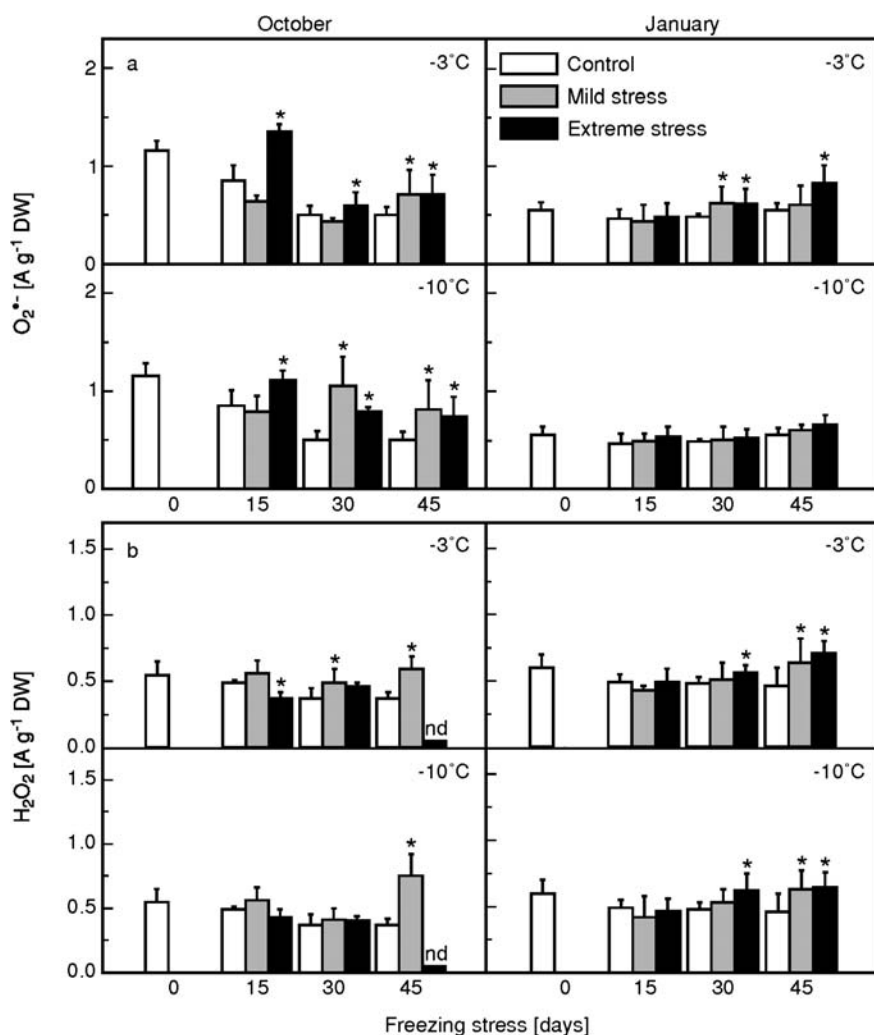 October
January
a
-3°C
-3°C
Control
Mild stress
Extreme stress
2
1
0
* * * *
* * *
O₂•- [A g-1 DW]
-10°C
-10°C
2
1
0
* * * * *
0 15 30 45
0 15 30 45
b
-3°C
-3°C
1.5
1.0
0.5
0.0
* * *
nd
* * *
H₂O₂ [A g-1 DW]
-10°C
-10°C
1.5
1.0
0.5
0.0
*
nd
* * *
0 15 30 45
0 15 30 45
Freezing stress [days]